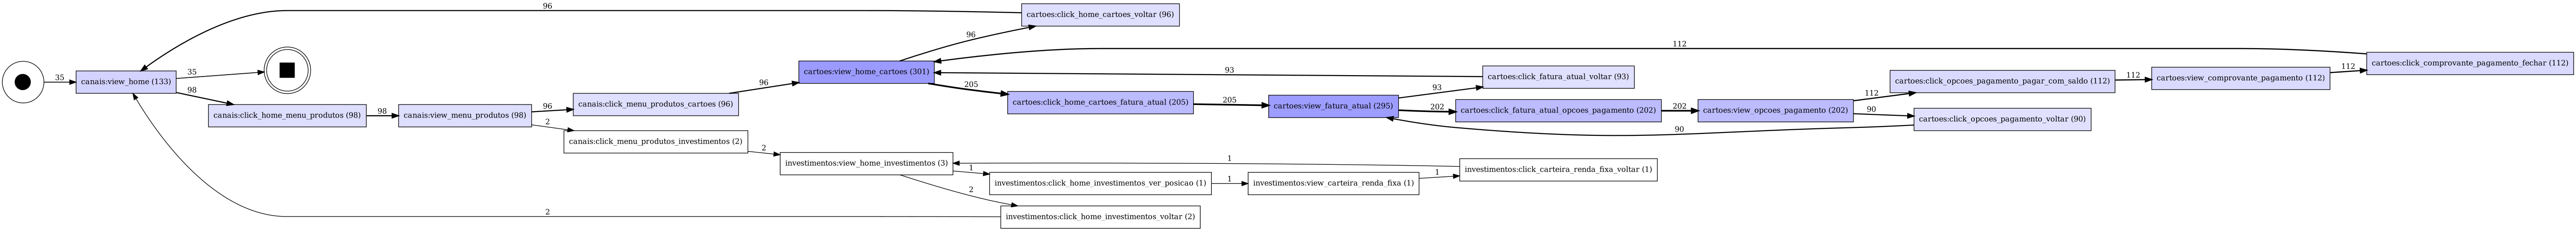 96
cartoes:click_home_cartoes_voltar (96)
96
112
35
canais:view_home (133)
35
98
cartoes:view_home_cartoes (301)
93
cartoes:click_fatura_atual_voltar (93)
cartoes:click_comprovante_pagamento_fechar (112)
96
205
93
112
cartoes:click_opcoes_pagamento_pagar_com_saldo (112)
112
cartoes:view_comprovante_pagamento (112)
112
canais:click_home_menu_produtos (98)
98
canais:view_menu_produtos (98)
96
canais:click_menu_produtos_cartoes (96)
cartoes:click_home_cartoes_fatura_atual (205)
205
cartoes:view_fatura_atual (295)
202
cartoes:click_fatura_atual_opcoes_pagamento (202)
202
cartoes:view_opcoes_pagamento (202)
90
cartoes:click_opcoes_pagamento_voltar (90)
90
2
canais:click_menu_produtos_investimentos (2)
2
investimentos:view_home_investimentos (3)
1
1
investimentos:click_home_investimentos_ver_posicao (1)
1
investimentos:view_carteira_renda_fixa (1)
1
investimentos:click_carteira_renda_fixa_voltar (1)
2
2
investimentos:click_home_investimentos_voltar (2)